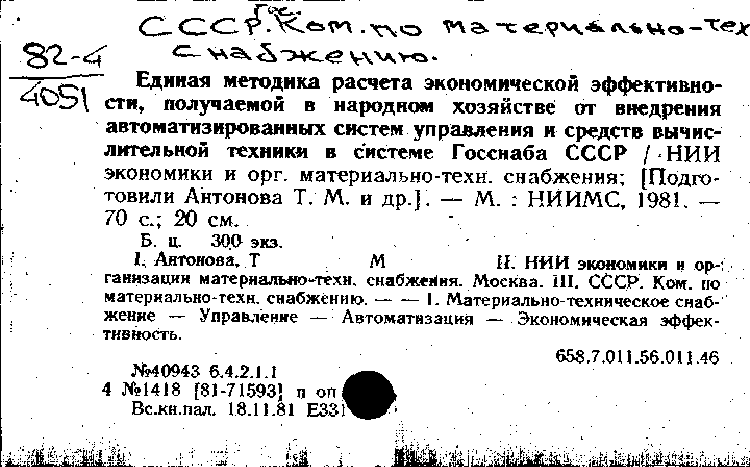 СССР. Гос. Ком. по материально-тех
снабжению.
82-4
4051
Единая методика расчета экономической эффективно-
сти, получаемой в народном хозяйстве от внедрения
автоматизированных систем управления и средств вычис-
лительной техники в системе Госснаба СССР / НИИ
экономики и орг. материально-техн. снабжения; [Подго-
товили Антонова Т. М. и др.]. — М. : НИИМС, 1981. —
70 с.; 20 см.
Б. ц. 300 экз.
I. Антонова, Т М II. НИИ экономики и ор-
ганизации материально-техн. снабжения. Москва. III. СССР. Ком. по
материально-техн. снабжению. — — 1. Материально-техническое снаб-
жение — Управление — Автоматизация — Экономическая эффек-
тивность.
658.7.011.56.011.46
№40943 6.4.2.1.1
4 №1418 [81-71593] п оп
Вс.кн.пал. 18.11.81 Е331